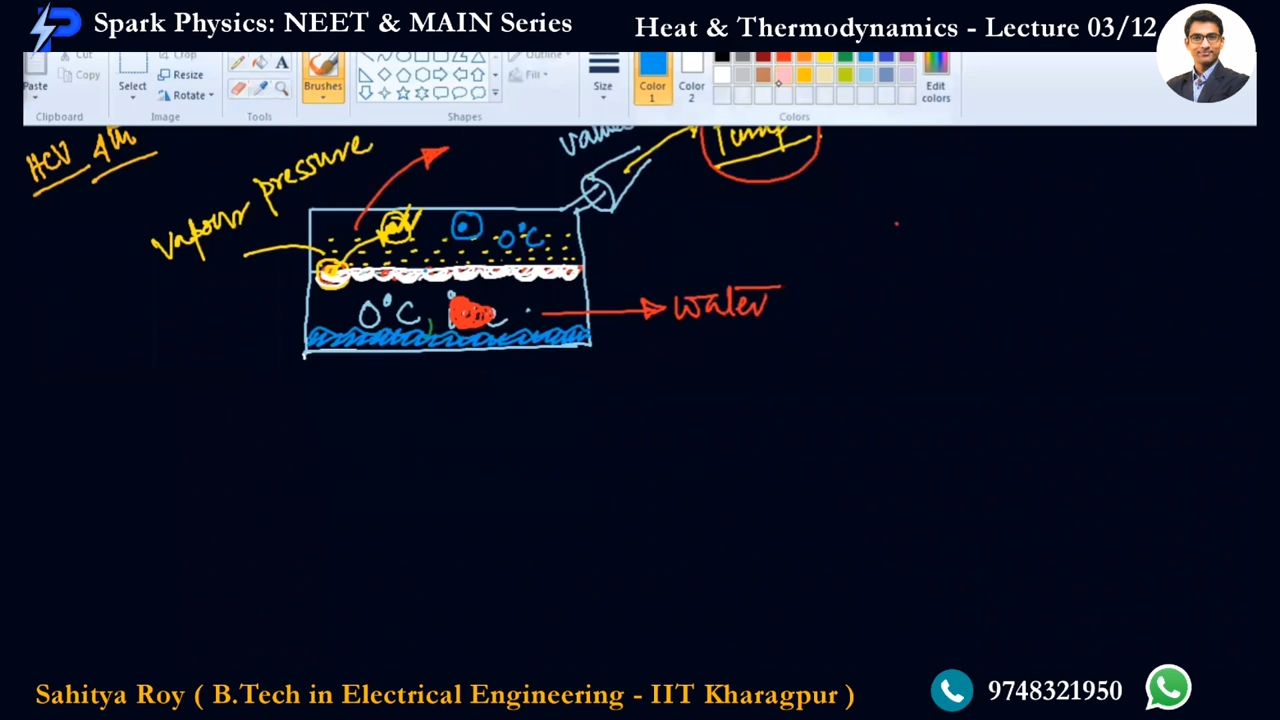 Spark Physics: NEET & MAIN Series
Heat & Thermodynamics - Lecture 03/12
Cut
Copy
Paste
Clipboard
Crop
Resize
Rotate
Select
Image
A
Tools
Brushes
Outline
Fill
Shapes
Size
Color 1
Color 2
Edit colors
Colors
HCV 4th
vapour pressure
Pump
0°C
0°C
water
Sahitya Roy ( B.Tech in Electrical Engineering - IIT Kharagpur )
9748321950